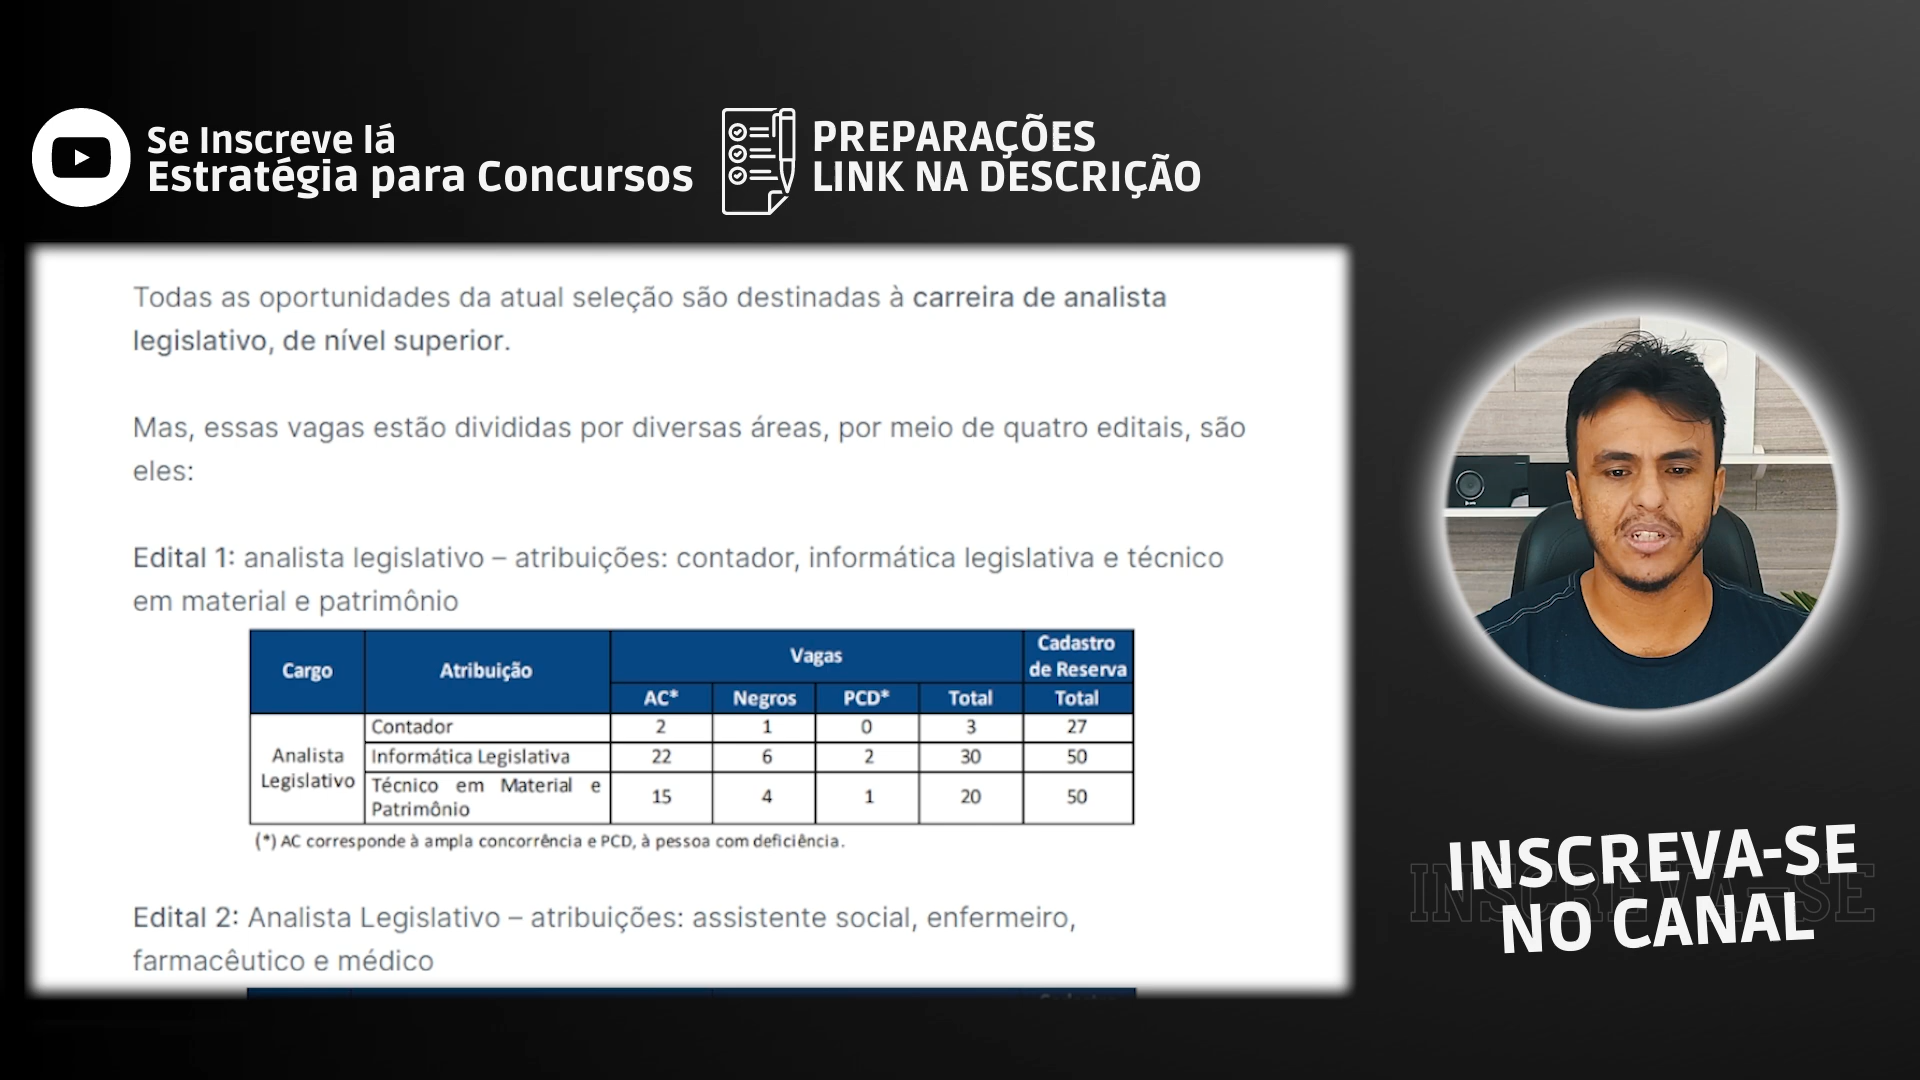 Se Inscreve lá
Estratégia para Concursos
PREPARAÇÕES
LINK NA DESCRIÇÃO
Todas as oportunidades da atual seleção são destinadas à carreira de analista
legislativo, de nível superior.
Mas, essas vagas estão divididas por diversas áreas, por meio de quatro editais, são
eles:
Edital 1: analista legislativo – atribuições: contador, informática legislativa e técnico
em material e patrimônio
Cargo Atribuição Vagas Cadastro de Reserva
AC* Negros PCD* Total Total
Analista Legislativo
Contador 2 1 0 3 27
Informática Legislativa 22 6 2 30 50
Técnico em Material e Patrimônio 15 4 1 20 50
(*) AC corresponde à ampla concorrência e PCD, à pessoa com deficiência.
Edital 2: Analista Legislativo – atribuições: assistente social, enfermeiro,
farmacêutico e médico
INSCREVA-SE
NO CANAL
INSCREVA-SE